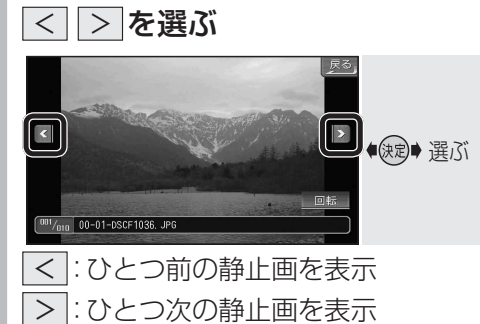 < > を選ぶ
戻る
< >
決定 選ぶ
回転
001/010 00-01-DSCF1036.JPG
< :ひとつ前の静止画を表示
> :ひとつ次の静止画を表示